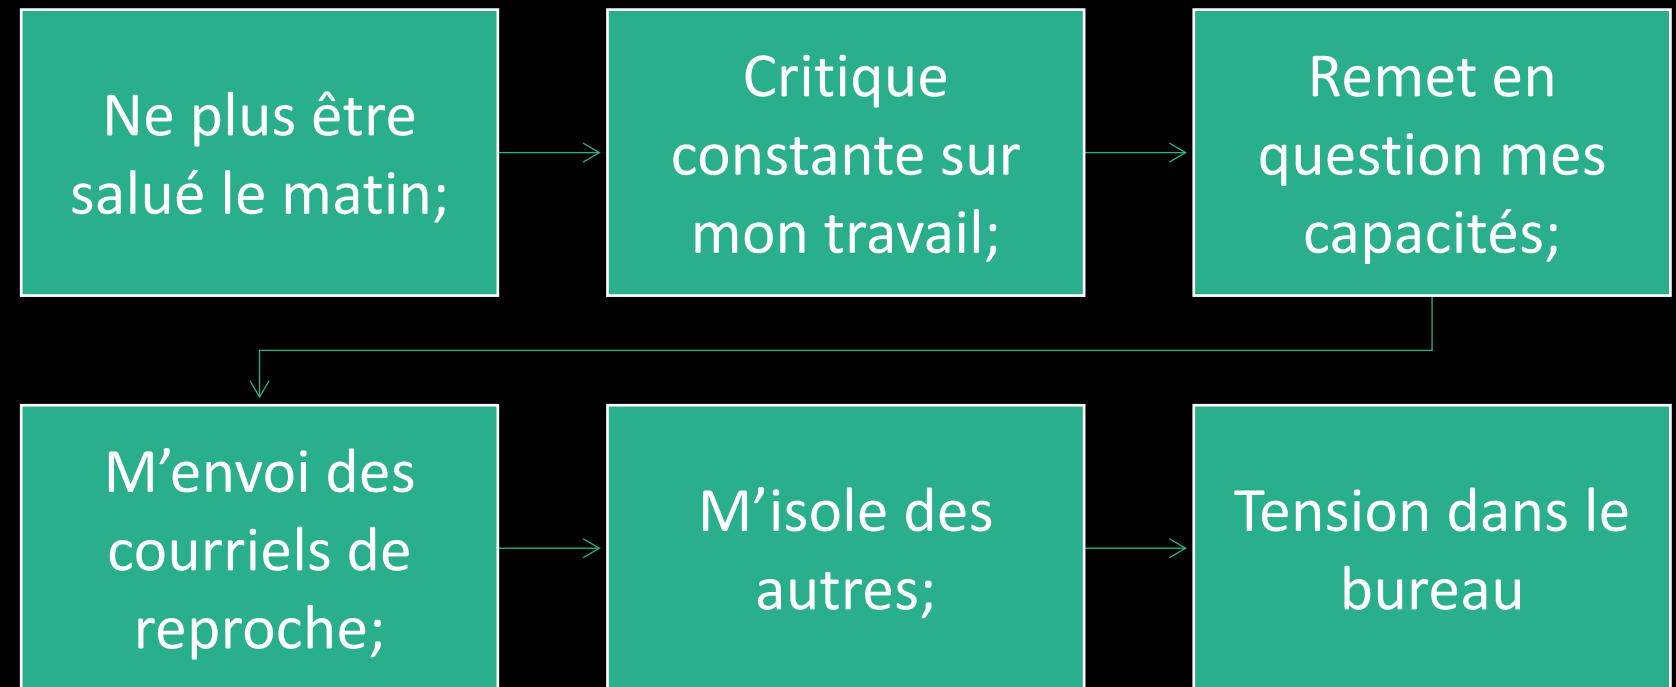 Ne plus être
salué le matin;
Critique
constante sur
mon travail;
Remet en
question mes
capacités;
M’envoi des
courriels de
reproche;
M’isole des
autres;
Tension dans le
bureau